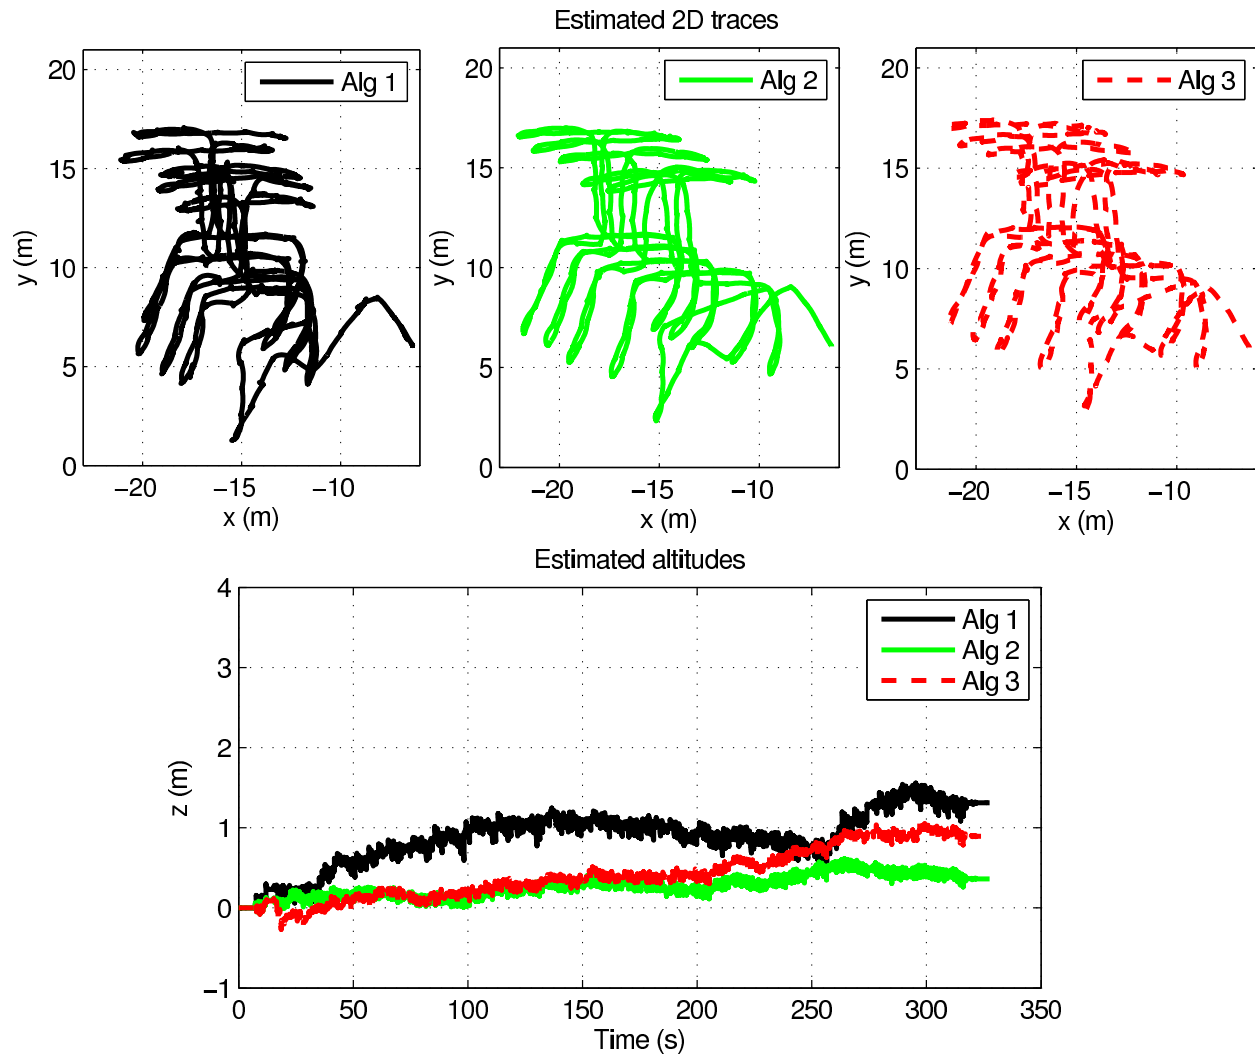 Estimated 2D traces
20
15
10
5
0
y (m)
−20 −15 −10
x (m)
Alg 1
20
15
10
5
0
y (m)
−20 −15 −10
x (m)
Alg 2
20
15
10
5
0
y (m)
−20 −15 −10
x (m)
Alg 3
Estimated altitudes
4
3
2
1
0
−1
z (m)
Alg 1
Alg 2
Alg 3
0 50 100 150 200 250 300 350
Time (s)